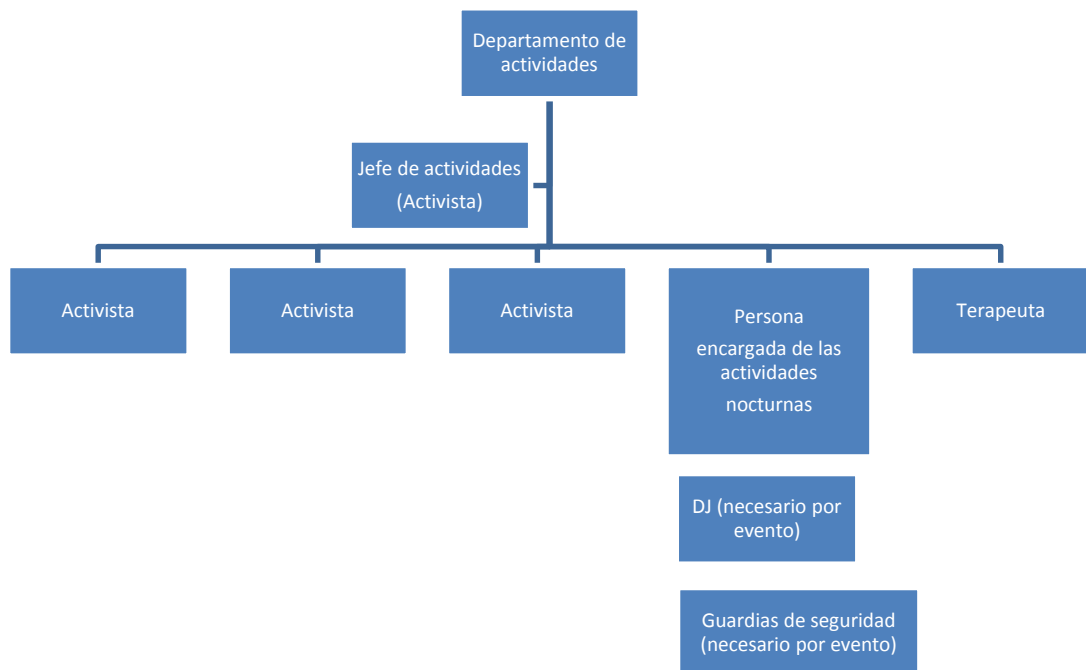 Departamento de
actividades
Jefe de actividades
(Activista)
Activista
Activista
Activista
Persona
encargada de las
actividades
nocturnas
Terapeuta
DJ (necesario por
evento)
Guardias de seguridad
(necesario por evento)